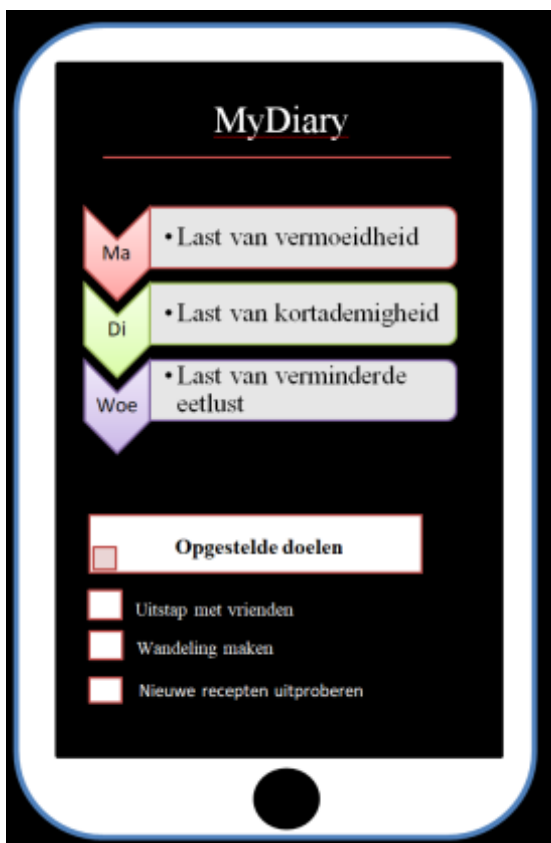 MyDiary
Ma
• Last van vermoeidheid
Di
• Last van kortademigheid
Woe
• Last van verminderde
eetlust
Opgestelde doelen
Uitstap met vrienden
Wandeling maken
Nieuwe recepten uitproberen